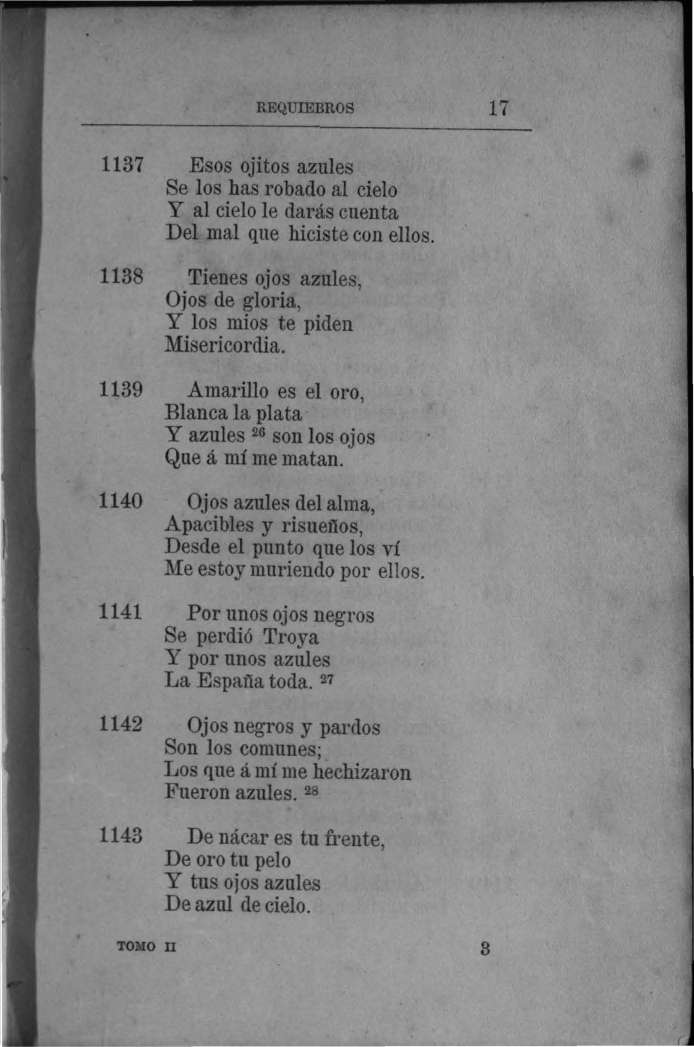 REQUIEBROS 17
1137 Esos ojitos azules
Se los has robado al cielo
Y al cielo le darás cuenta
Del mal que hiciste con ellos.
1138 Tienes ojos azules,
Ojos de gloria,
Y los mios te piden
Misericordia.
1139 Amarillo es el oro,
Blanca la plata
Y azules 26 son los ojos
Que á mí me matan.
1140 Ojos azules del alma,
Apacibles y risueños,
Desde el punto que los ví
Me estoy muriendo por ellos.
1141 Por unos ojos negros
Se perdió Troya
Y por unos azules
La España toda. 27
1142 Ojos negros y pardos
Son los comunes;
Los que á mí me hechizaron
Fueron azules. 28
1143 De nácar es tu frente,
De oro tu pelo
Y tus ojos azules
De azul de cielo.
TOMO II 3